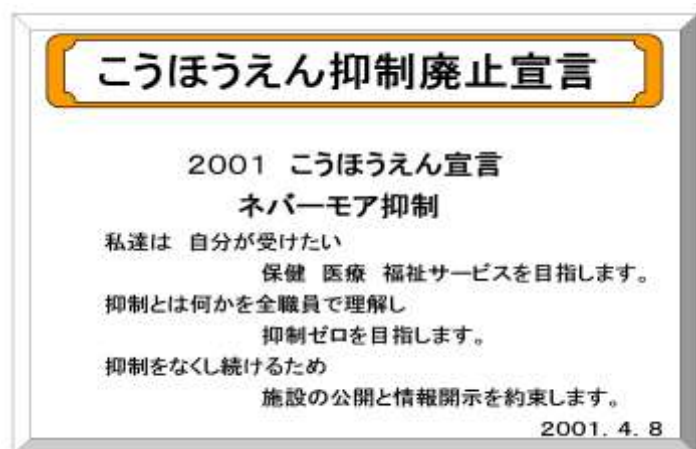 こうほうえん抑制廃止宣言
2001 こうほうえん宣言
ネバーモア抑制
私達は 自分が受けたい
保健 医療 福祉サービスを目指します。
抑制とは何かを全職員で理解し
抑制ゼロを目指します。
抑制をなくし続けるため
施設の公開と情報開示を約束します。
2001. 4. 8